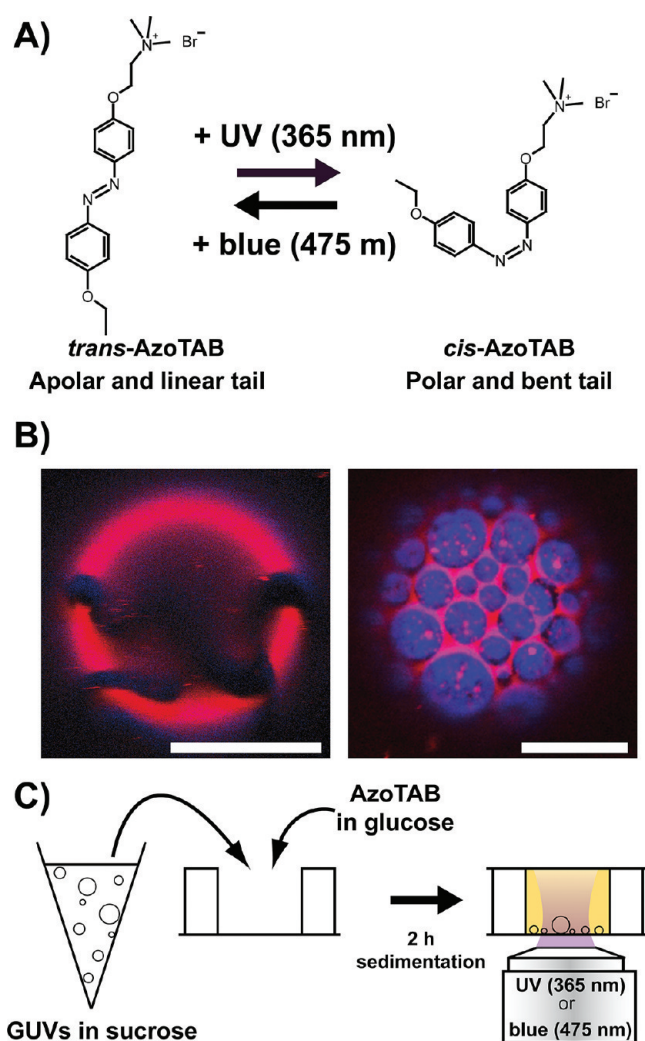 A)
N+ Br−
O
N
N
O
trans-AzoTAB
Apolar and linear tail
+ UV (365 nm)
+ blue (475 m)
N+ Br−
O
O
N
N
cis-AzoTAB
Polar and bent tail
B)
C)
GUVs in sucrose
AzoTAB
in glucose
2 h
sedimentation
UV (365 nm)
or
blue (475 nm)